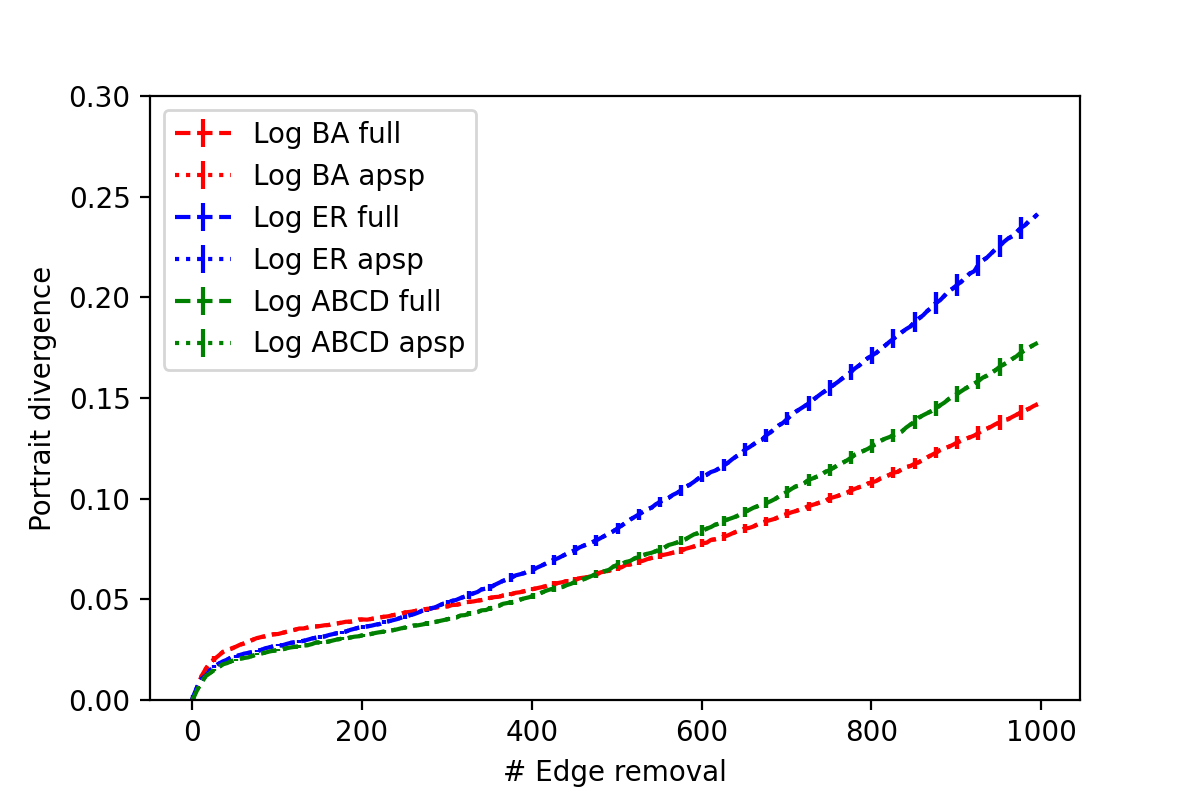 0.30
0.25
0.20
0.15
0.10
0.05
0.00
Portrait divergence
Log BA full
Log BA apsp
Log ER full
Log ER apsp
Log ABCD full
Log ABCD apsp
0 200 400 600 800 1000
# Edge removal